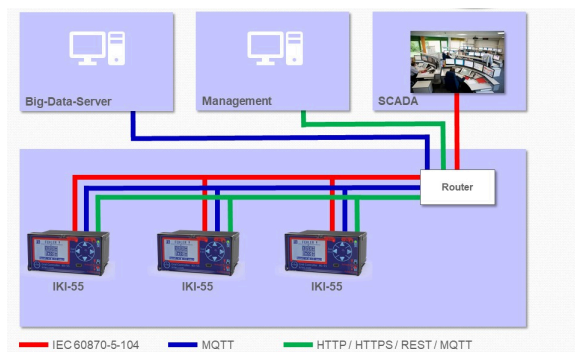 Big-Data-Server
Management
SCADA
Router
IKI-55
IKI-55
IKI-55
IEC 60870-5-104
MQTT
HTTP / HTTPS / REST / MQTT